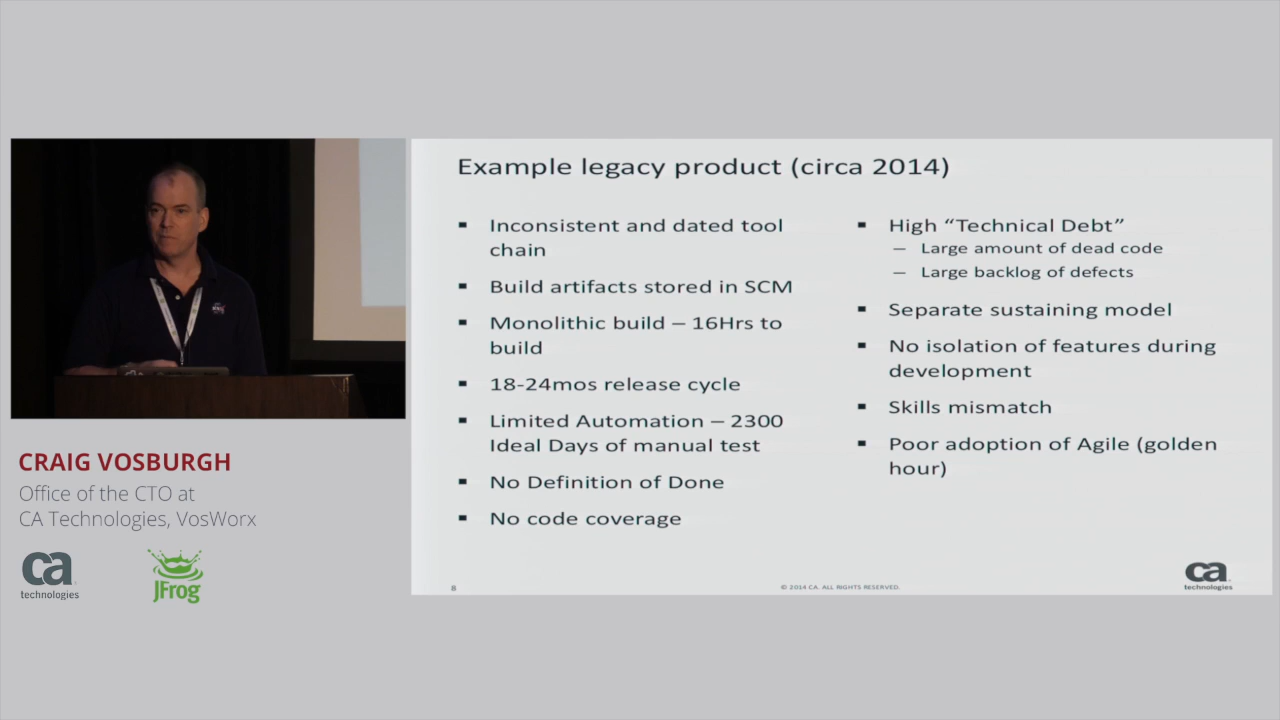 Example legacy product (circa 2014)
▪ Inconsistent and dated tool
chain
▪ Build artifacts stored in SCM
▪ Monolithic build – 16Hrs to
build
▪ 18-24mos release cycle
▪ Limited Automation – 2300
Ideal Days of manual test
▪ No Definition of Done
▪ No code coverage
▪ High “Technical Debt”
– Large amount of dead code
– Large backlog of defects
▪ Separate sustaining model
▪ No isolation of features during
development
▪ Skills mismatch
▪ Poor adoption of Agile (golden
hour)
8
© 2014 CA. ALL RIGHTS RESERVED.
ca
technologies
CRAIG VOSBURGH
Office of the CTO at
CA Technologies, VosWorx
ca
technologies
JFrog